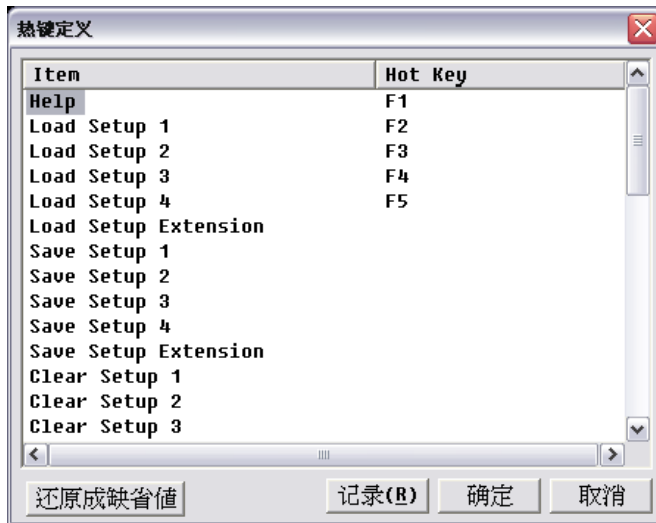 热键定义
Item Hot Key
Help F1
Load Setup 1 F2
Load Setup 2 F3
Load Setup 3 F4
Load Setup 4 F5
Load Setup Extension
Save Setup 1
Save Setup 2
Save Setup 3
Save Setup 4
Save Setup Extension
Clear Setup 1
Clear Setup 2
Clear Setup 3
还原成缺省值 记录(R) 确定 取消